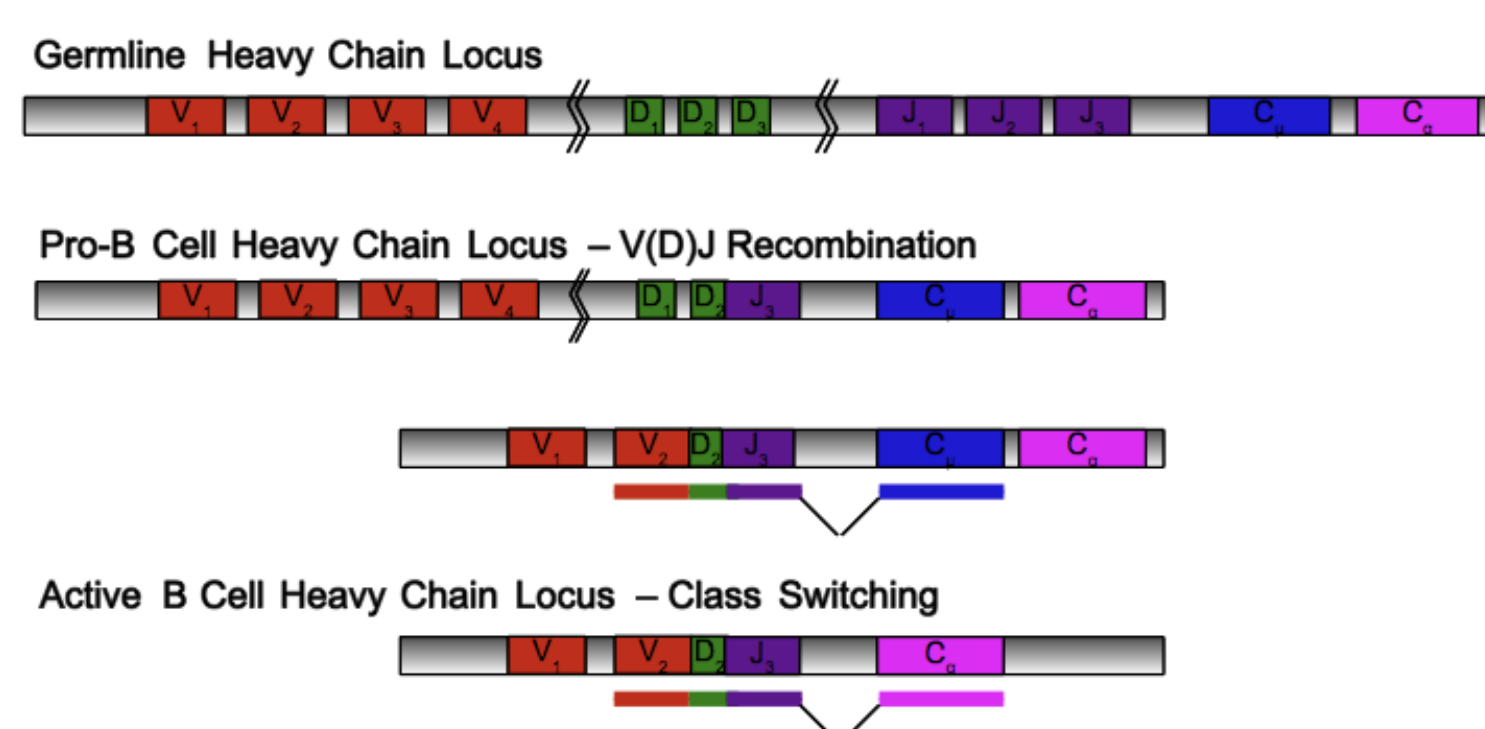 Germline Heavy Chain Locus
V₁ V₂ V₃ V₄ D₁ D₂ D₃ J₁ J₂ J₃ Cμ Cα
Pro-B Cell Heavy Chain Locus – V(D)J Recombination
V₁ V₂ V₃ V₄ D₁ D₂ J₃ Cμ Cα
V₁ V₂ D₂ J₃ Cμ Cα
Active B Cell Heavy Chain Locus – Class Switching
V₁ V₂ D₂ J₃ Cα